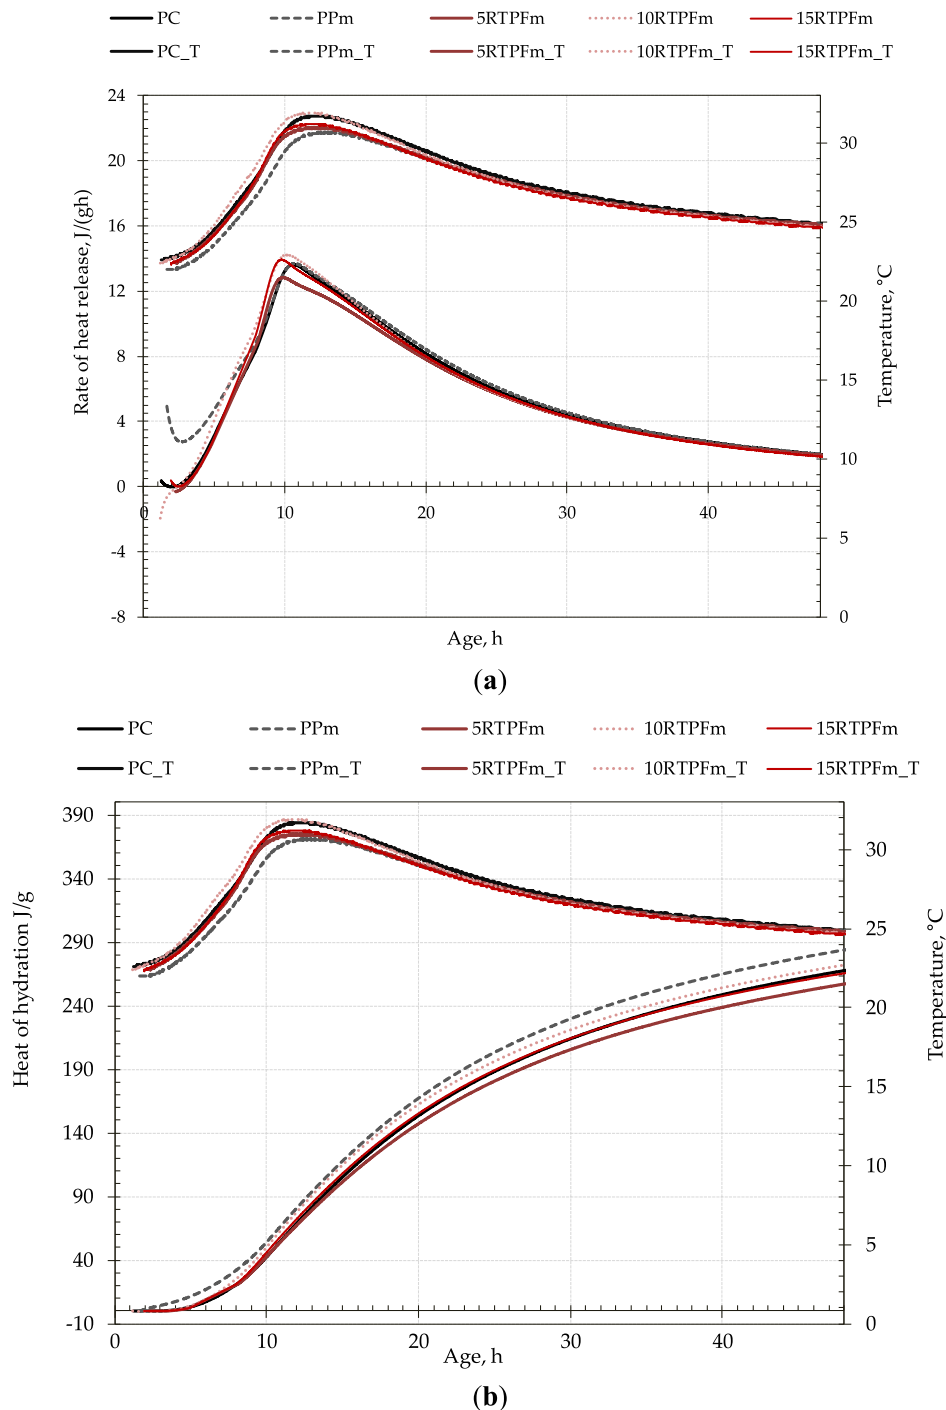 PC PPm 5RTPFm 10RTPFm 15RTPFm
PC_T PPm_T 5RTPFm_T 10RTPFm_T 15RTPFm_T
24
20
16
12
8
4
0
-4
-8
Rate of heat release, J/(gh)
0 10 20 30 40
30
25
20
15
10
5
0
Temperature, °C
Age, h
(a)
PC PPm 5RTPFm 10RTPFm 15RTPFm
PC_T PPm_T 5RTPFm_T 10RTPFm_T 15RTPFm_T
390
340
290
240
190
140
90
40
-10
Heat of hydration J/g
0 10 20 30 40
30
25
20
15
10
5
0
Temperature, °C
Age, h
(b)